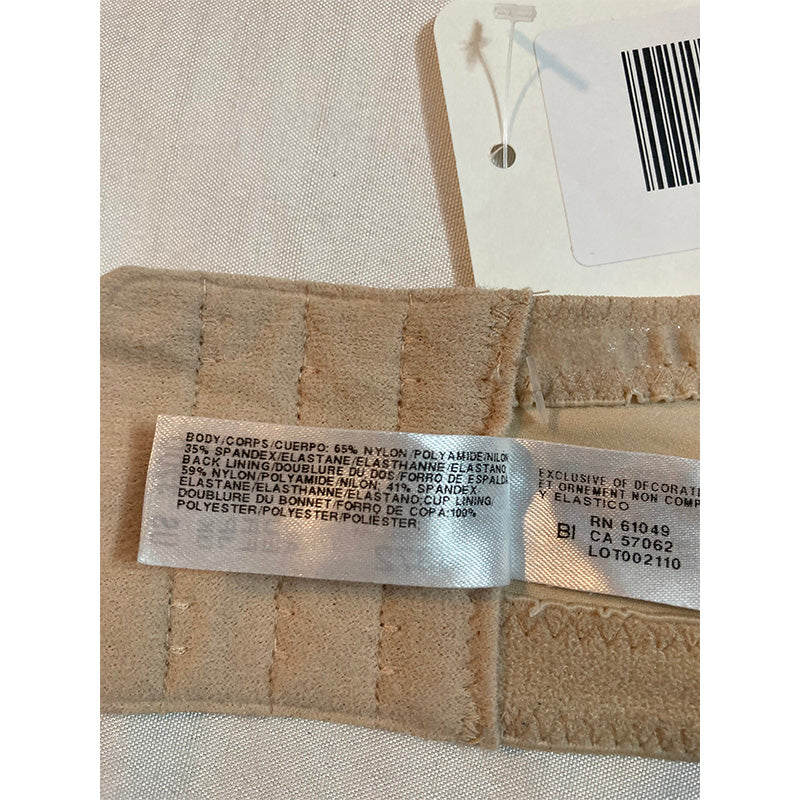 BODY/CORPS/CUERPO: 65% NYLON/POLYAMIDE/NILON
35% SPANDEX/ELASTANE/ELASTHANNE/ELASTANO
BACK LINING/DOUBLURE DU DOS/FORRO DE ESPALDA
59% NYLON/POLYAMIDE/NILON; 41% SPANDEX
ELASTANE/ELASTHANNE/ELASTANO;CUP LINING/
DOUBLURE DU BONNET/FORRO DE COPA:100%
POLYESTER/POLYESTER/POLIÉSTER
EXCLUSIVE OF DECORATI
ET ORNEMENT NON COMP
Y ELASTICO
BI
RN 61049
CA 57062
LOT002110